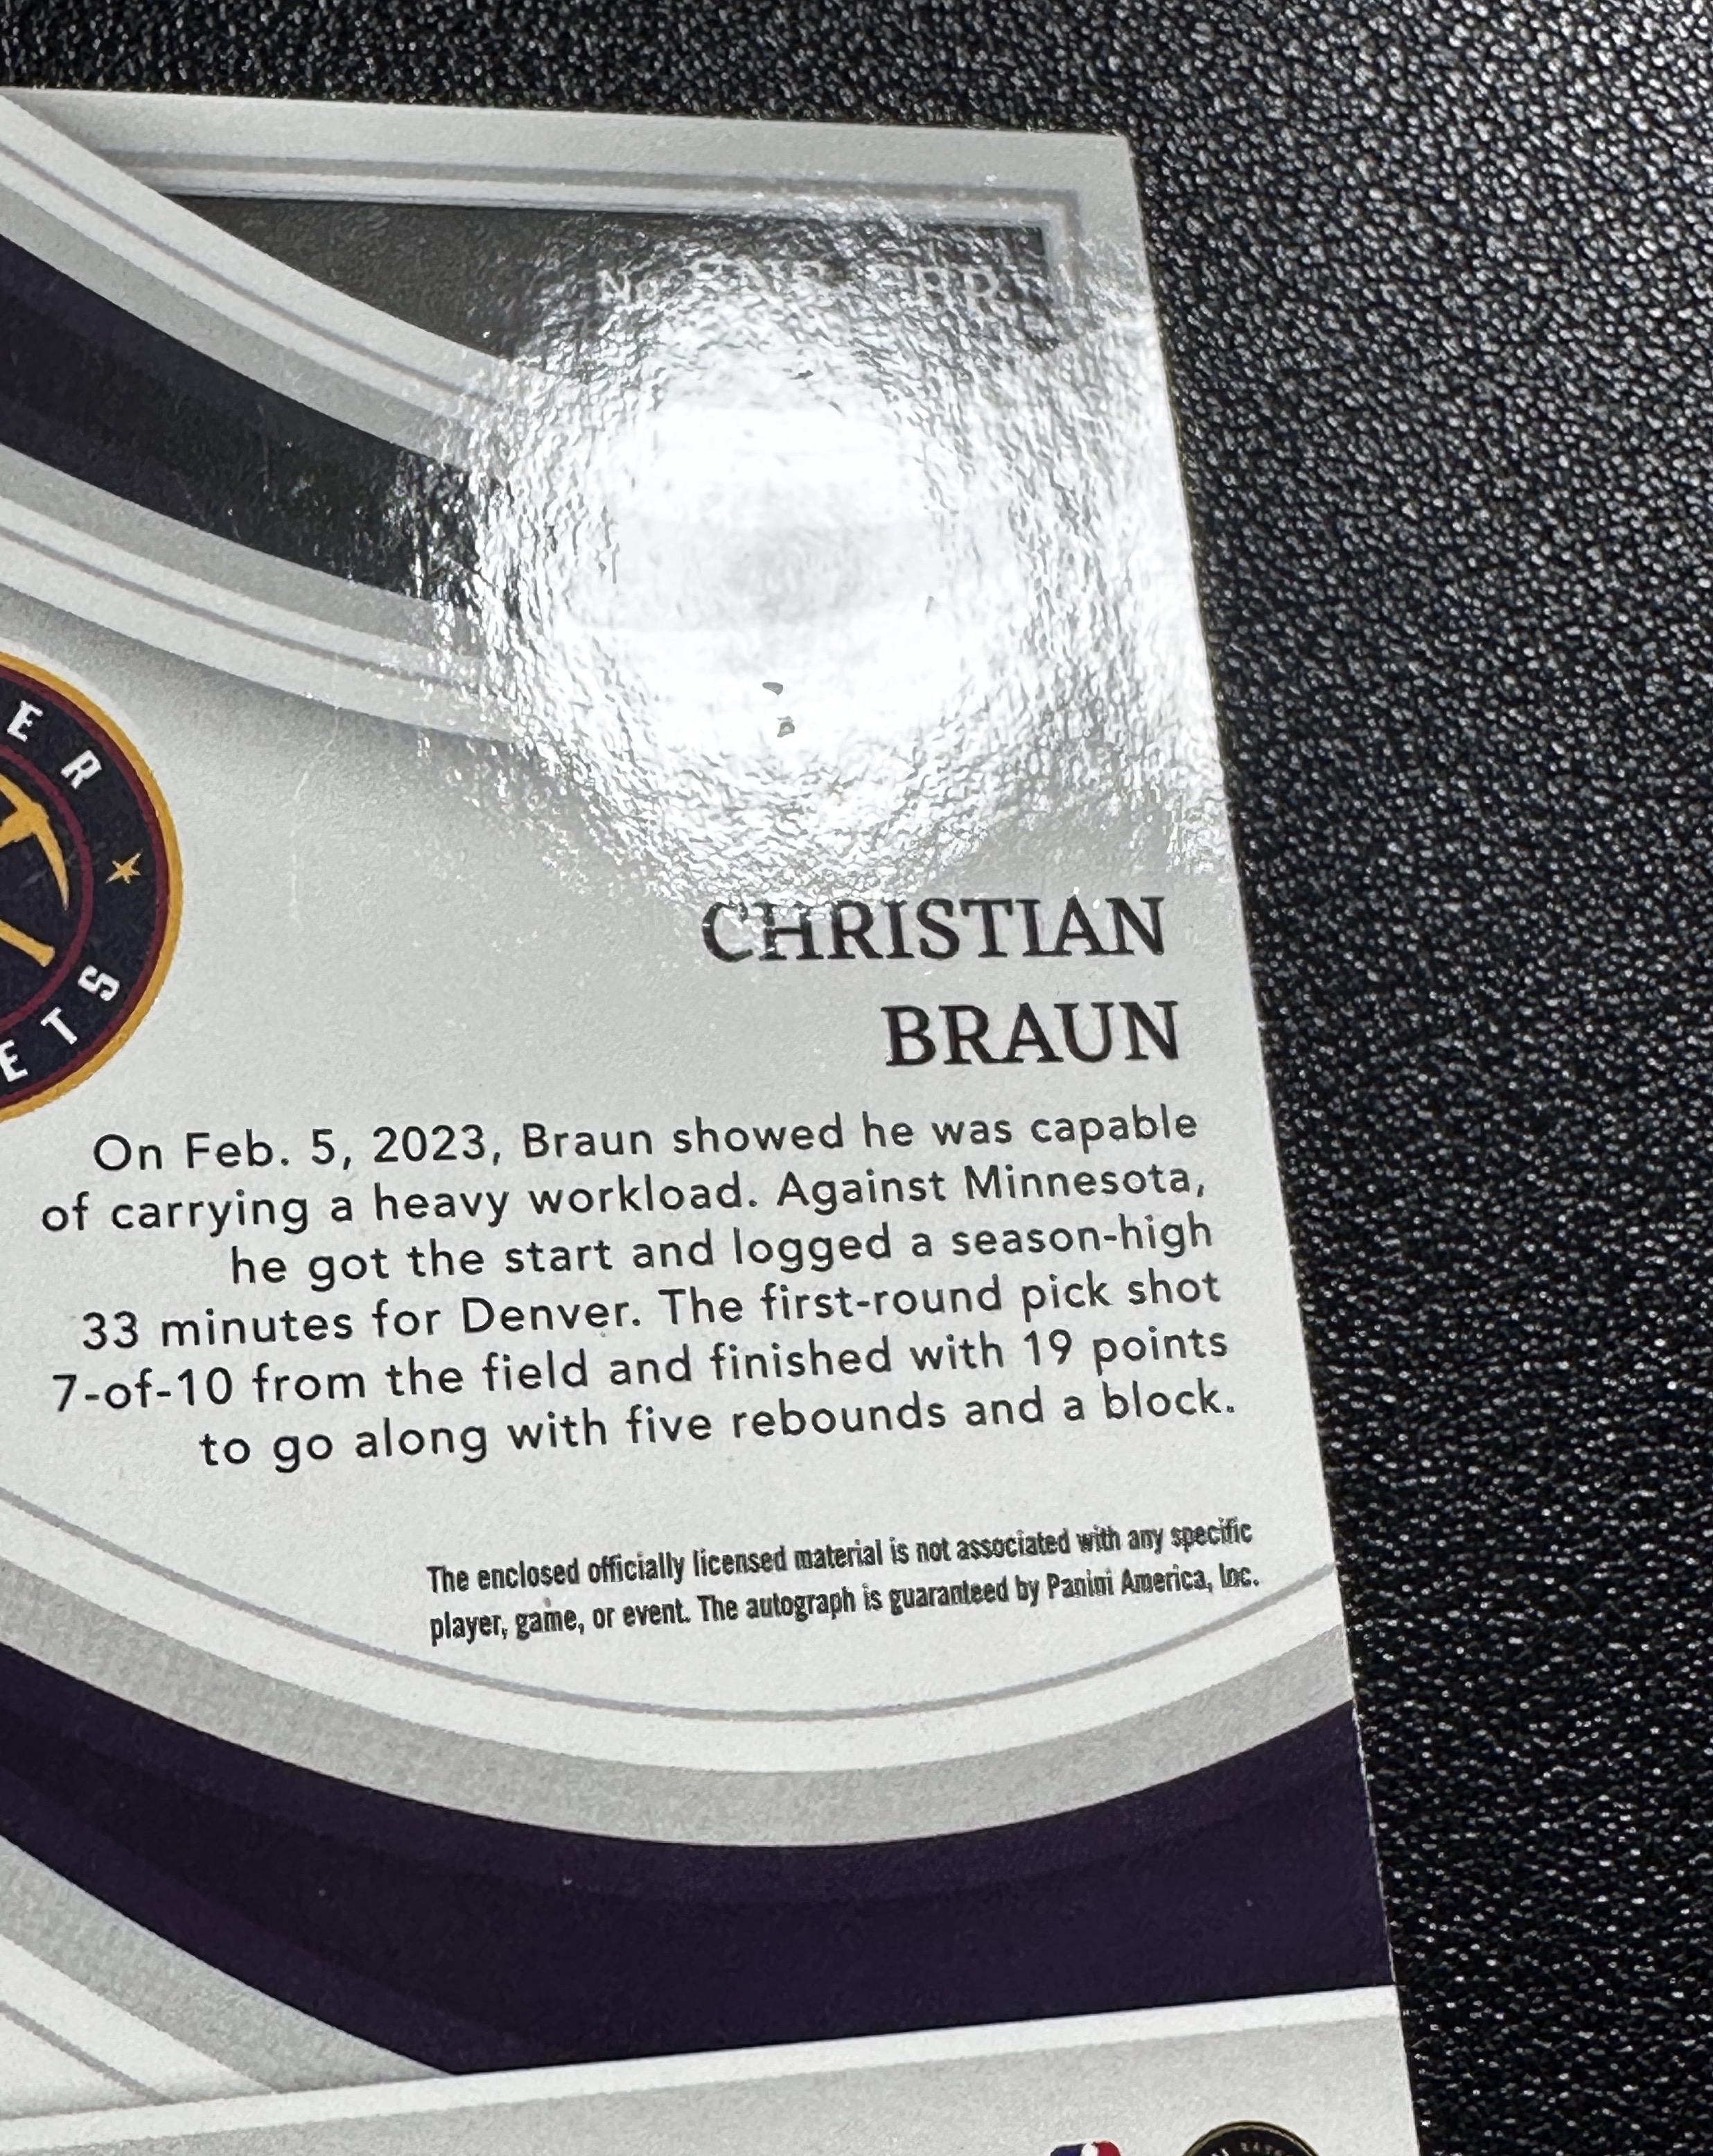 No.
E R
E T S
CHRISTIAN
BRAUN
On Feb. 5, 2023, Braun showed he was capable
of carrying a heavy workload. Against Minnesota,
he got the start and logged a season-high
33 minutes for Denver. The first-round pick shot
7-of-10 from the field and finished with 19 points
to go along with five rebounds and a block.
The enclosed officially licensed material is not associated with any specific
player, game, or event. The autograph is guaranteed by Panini America, Inc.